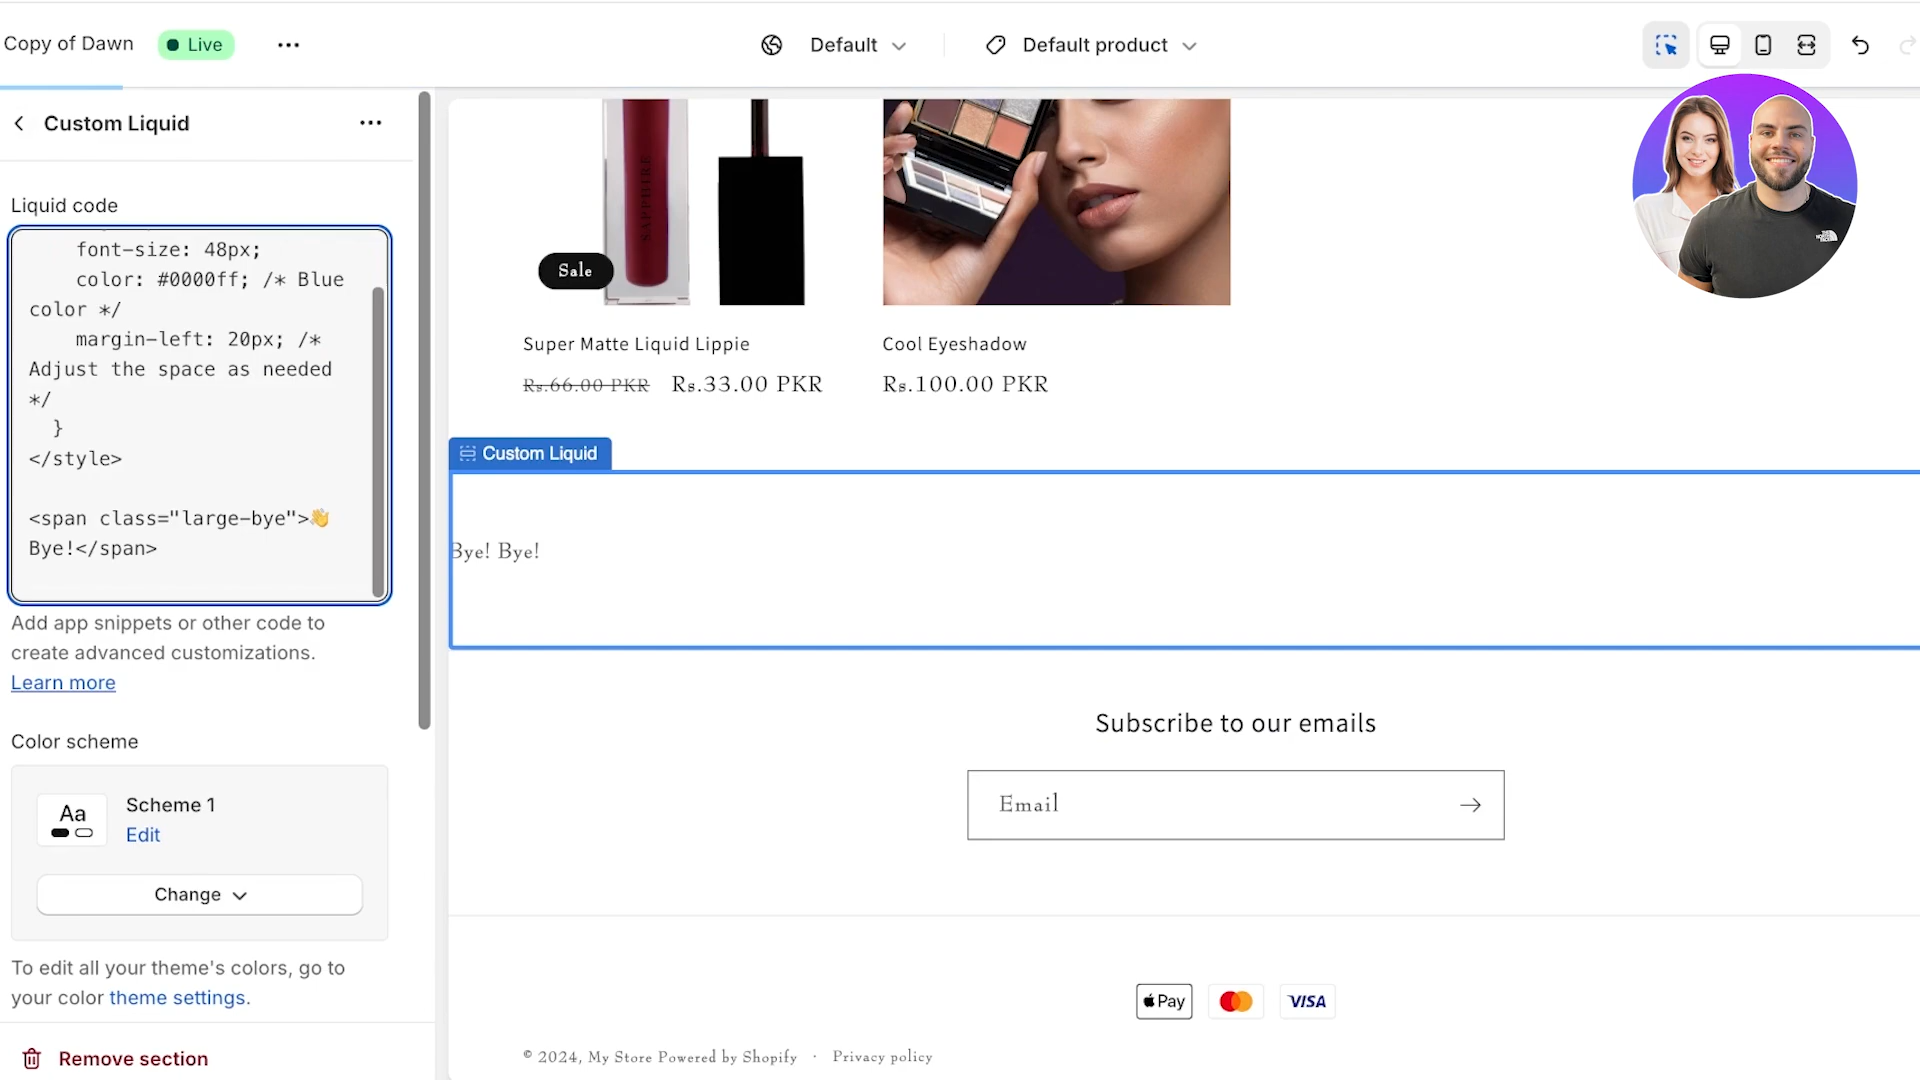 Copy of Dawn
Live
Default
Default product
Custom Liquid
Liquid code
font-size: 48px;
color: #0000ff; /* Blue
color */
margin-left: 20px; /*
Adjust the space as needed
*/
}
</style>
<span class="large-bye">👋
Bye!</span>
Add app snippets or other code to
create advanced customizations.
Learn more
Color scheme
Aa
Scheme 1
Edit
Change
To edit all your theme's colors, go to
your color theme settings.
Remove section
SAPPHIRE
Sale
Super Matte Liquid Lippie
Rs.66.00 PKR Rs.33.00 PKR
Cool Eyeshadow
Rs.100.00 PKR
Custom Liquid
Bye! Bye!
Subscribe to our emails
Email
Pay
VISA
© 2024, My Store Powered by Shopify · Privacy policy
THE NORTH FACE